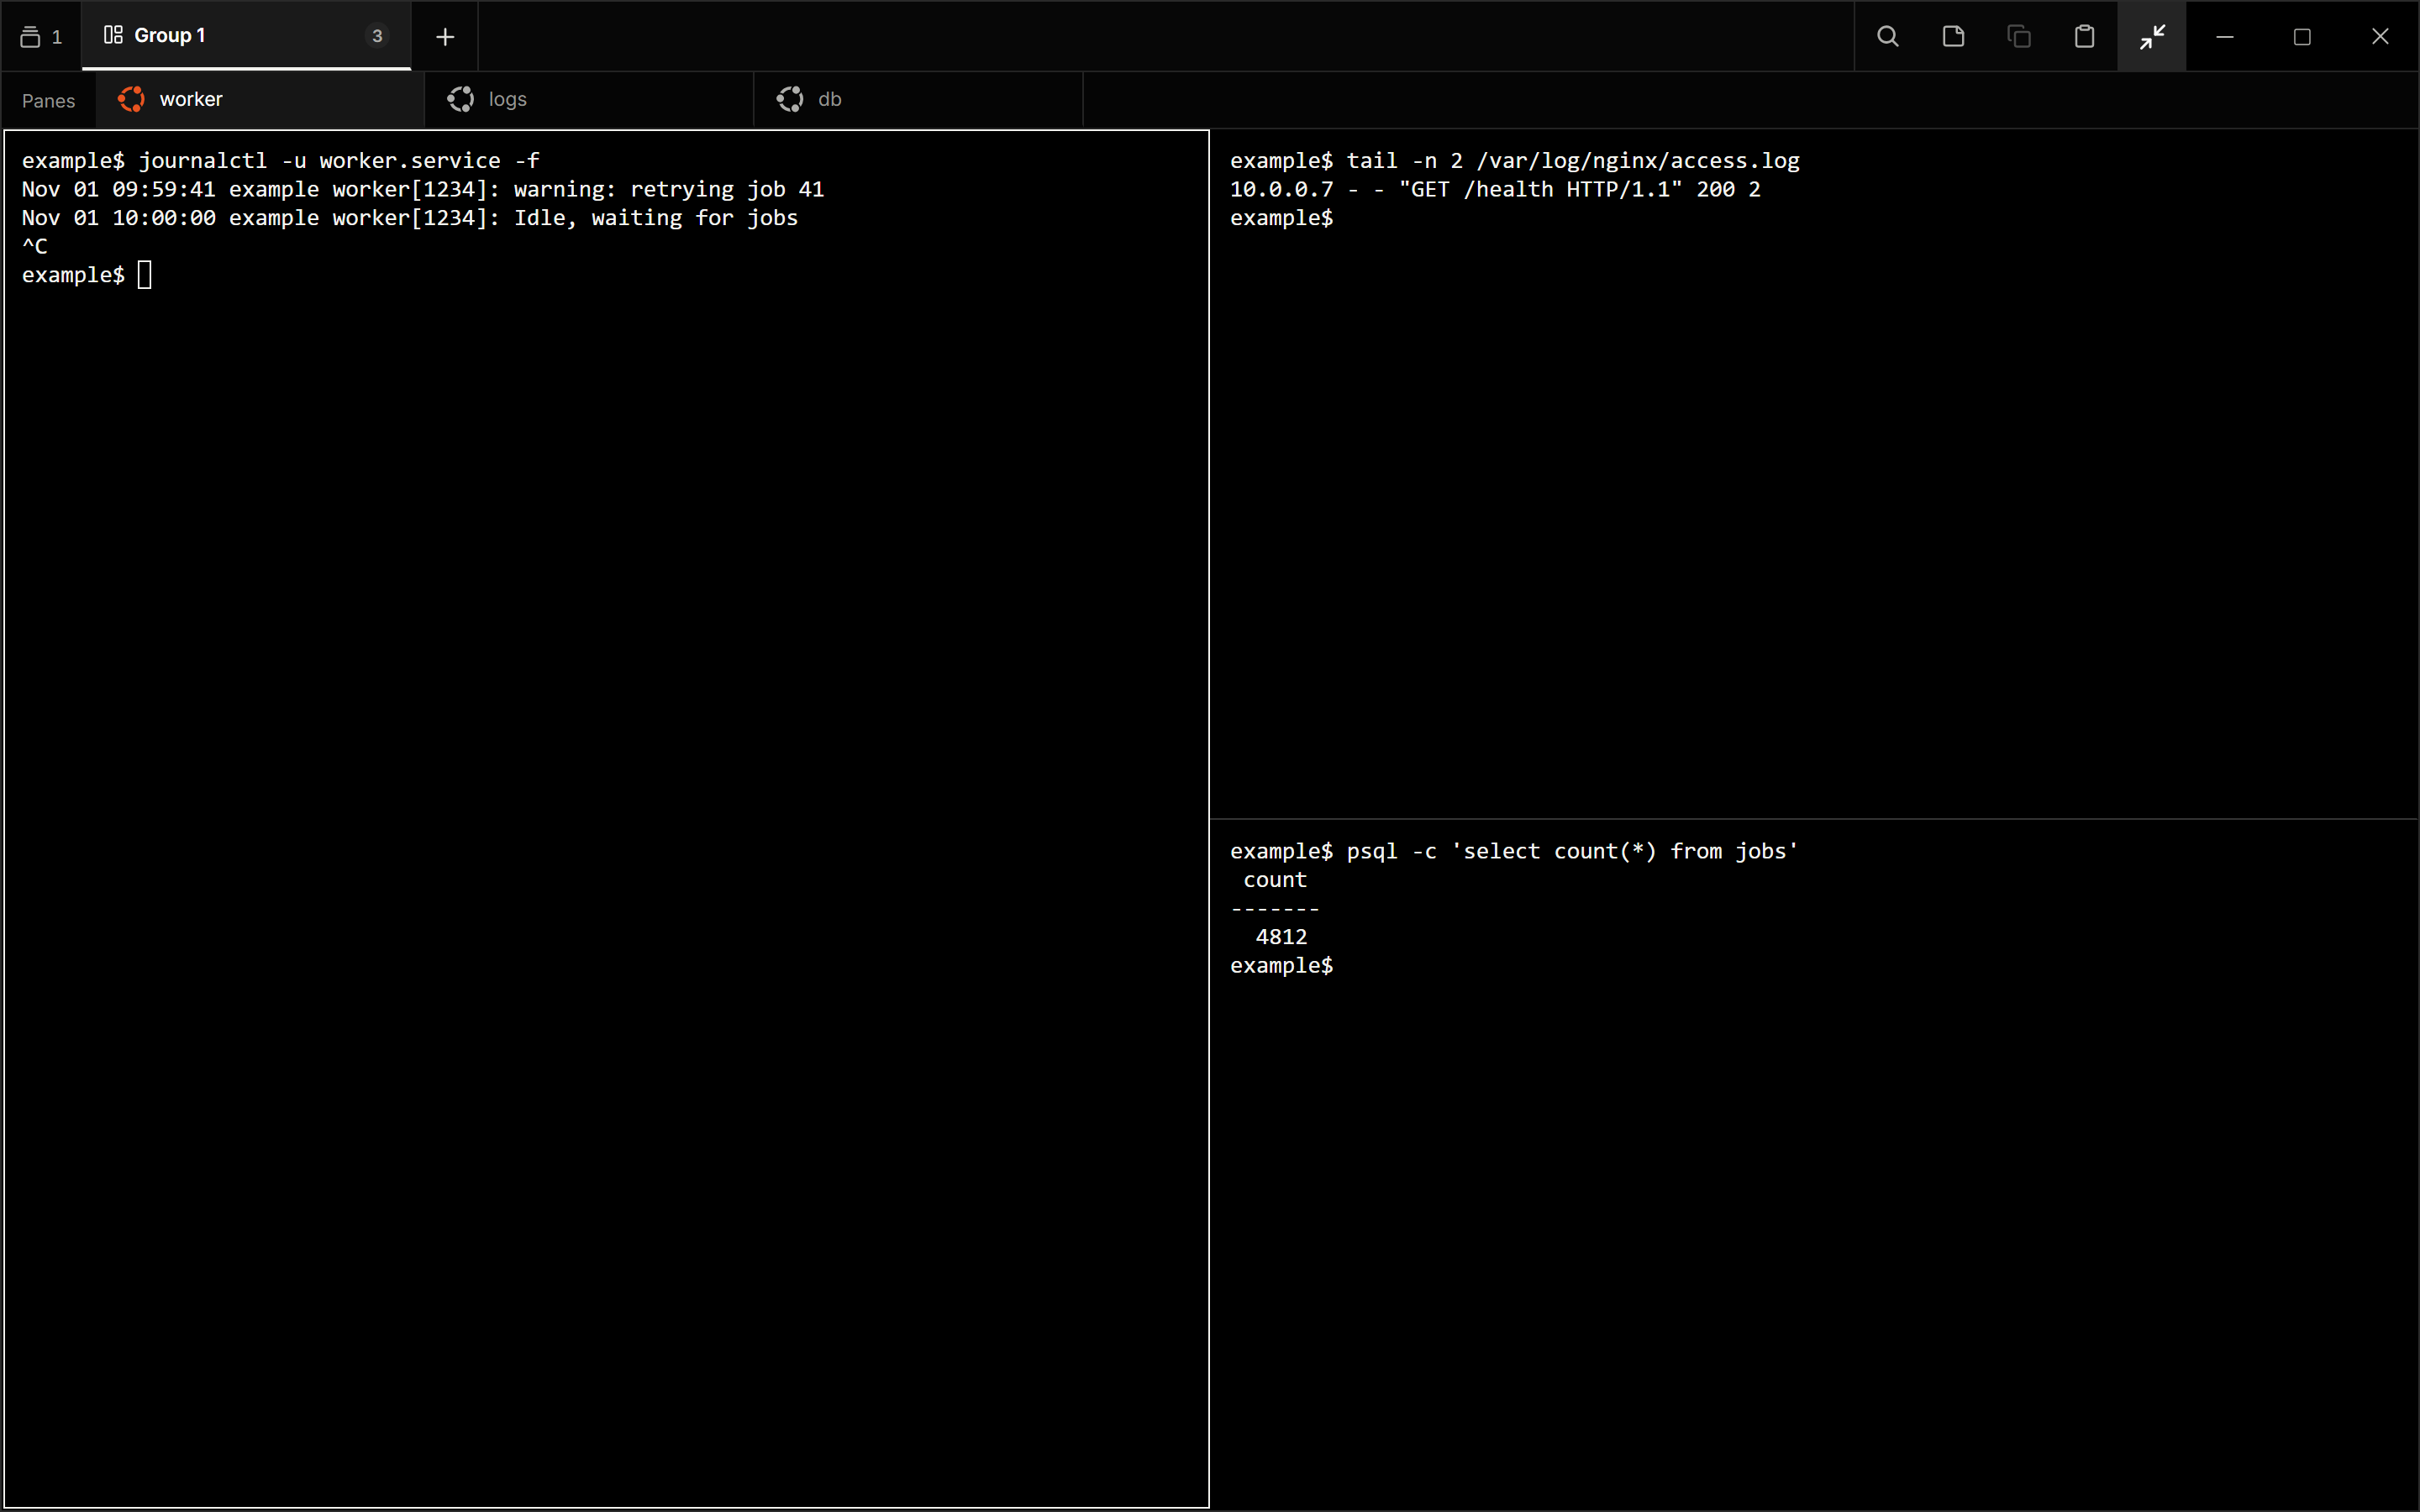 1
Group 1
3
Panes
worker
logs
db
example$ journalctl -u worker.service -f
Nov 01 09:59:41 example worker[1234]: warning: retrying job 41
Nov 01 10:00:00 example worker[1234]: Idle, waiting for jobs
^C
example$
example$ tail -n 2 /var/log/nginx/access.log
10.0.0.7 - - "GET /health HTTP/1.1" 200 2
example$
example$ psql -c 'select count(*) from jobs'
 count
-------
  4812
example$